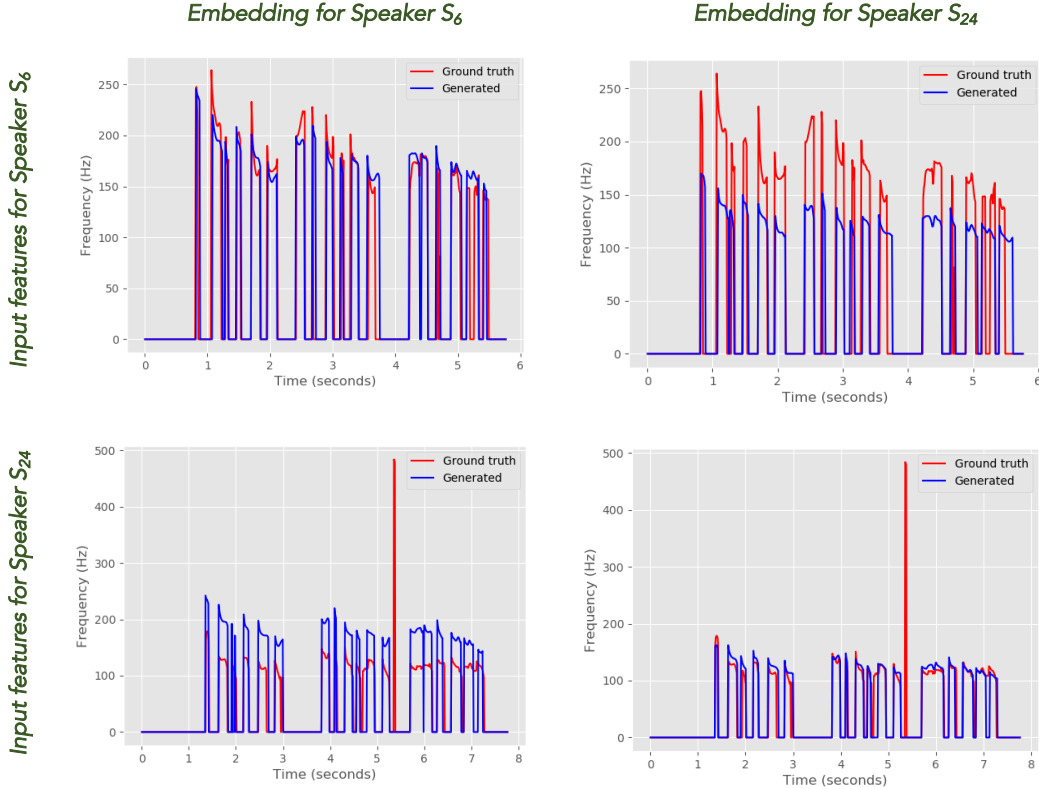 Embedding for Speaker S6
Embedding for Speaker S24
Input features for Speaker S6
Frequency (Hz)
250
200
150
100
50
0
0 1 2 3 4 5 6
Time (seconds)
Ground truth
Generated
Frequency (Hz)
250
200
150
100
50
0
0 1 2 3 4 5 6
Time (seconds)
Ground truth
Generated
Input features for Speaker S24
Frequency (Hz)
500
400
300
200
100
0
0 1 2 3 4 5 6 7 8
Time (seconds)
Ground truth
Generated
Frequency (Hz)
500
400
300
200
100
0
0 1 2 3 4 5 6 7 8
Time (seconds)
Ground truth
Generated